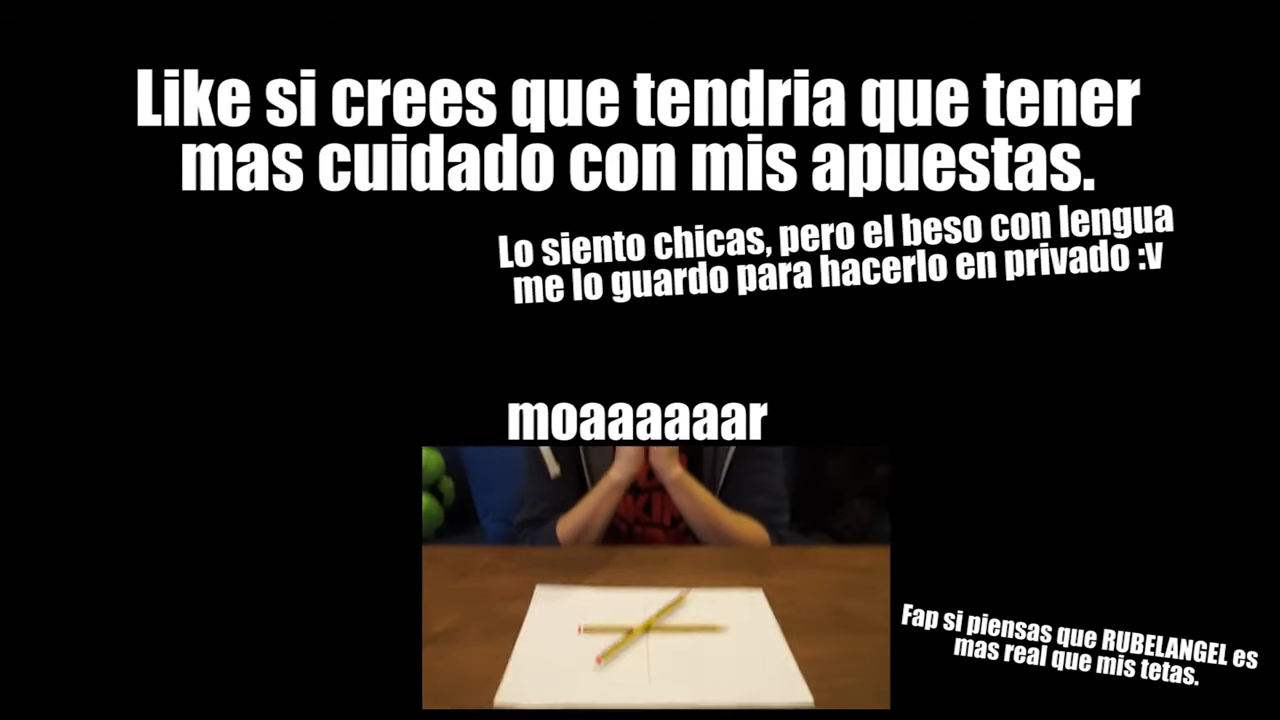 Like si crees que tendria que tener
mas cuidado con mis apuestas.
Lo siento chicas, pero el beso con lengua
me lo guardo para hacerlo en privado :v
moaaaaaar
Fap si piensas que RUBELANGEL es
mas real que mis tetas.